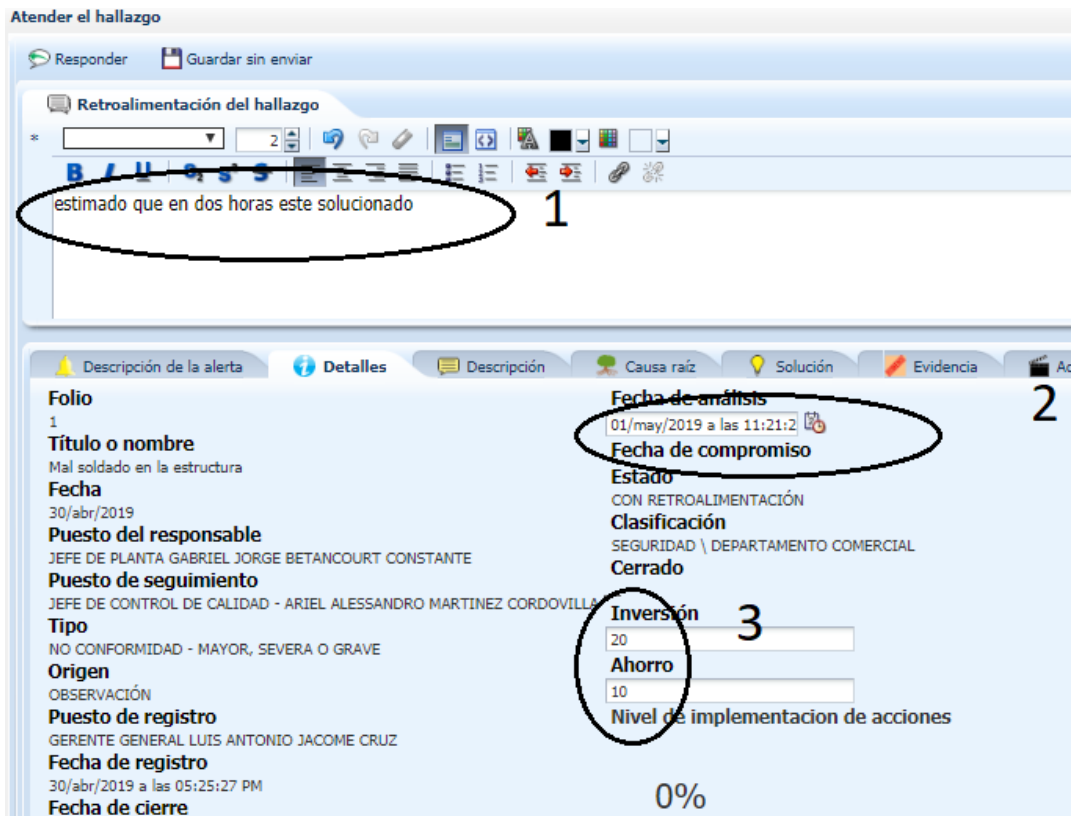 Atender el hallazgo
Responder Guardar sin enviar
Retroalimentación del hallazgo
* 2
B I U S
estimado que en dos horas este solucionado
1
Descripción de la alerta Detalles Descripción Causa raíz Solución Evidencia
2
Folio
1
Título o nombre
Mal soldado en la estructura
Fecha
30/abr/2019
Puesto del responsable
JEFE DE PLANTA GABRIEL JORGE BETANCOURT CONSTANTE
Puesto de seguimiento
JEFE DE CONTROL DE CALIDAD - ARIEL ALESSANDRO MARTINEZ CORDOVILLA
Tipo
NO CONFORMIDAD - MAYOR, SEVERA O GRAVE
Origen
OBSERVACIÓN
Puesto de registro
GERENTE GENERAL LUIS ANTONIO JACOME CRUZ
Fecha de registro
30/abr/2019 a las 05:25:27 PM
Fecha de cierre
Fecha de análisis
01/may/2019 a las 11:21:2
Fecha de compromiso
Estado
CON RETROALIMENTACIÓN
Clasificación
SEGURIDAD \ DEPARTAMENTO COMERCIAL
Cerrado
Inversión
20
3
Ahorro
10
Nivel de implementacion de acciones
0%